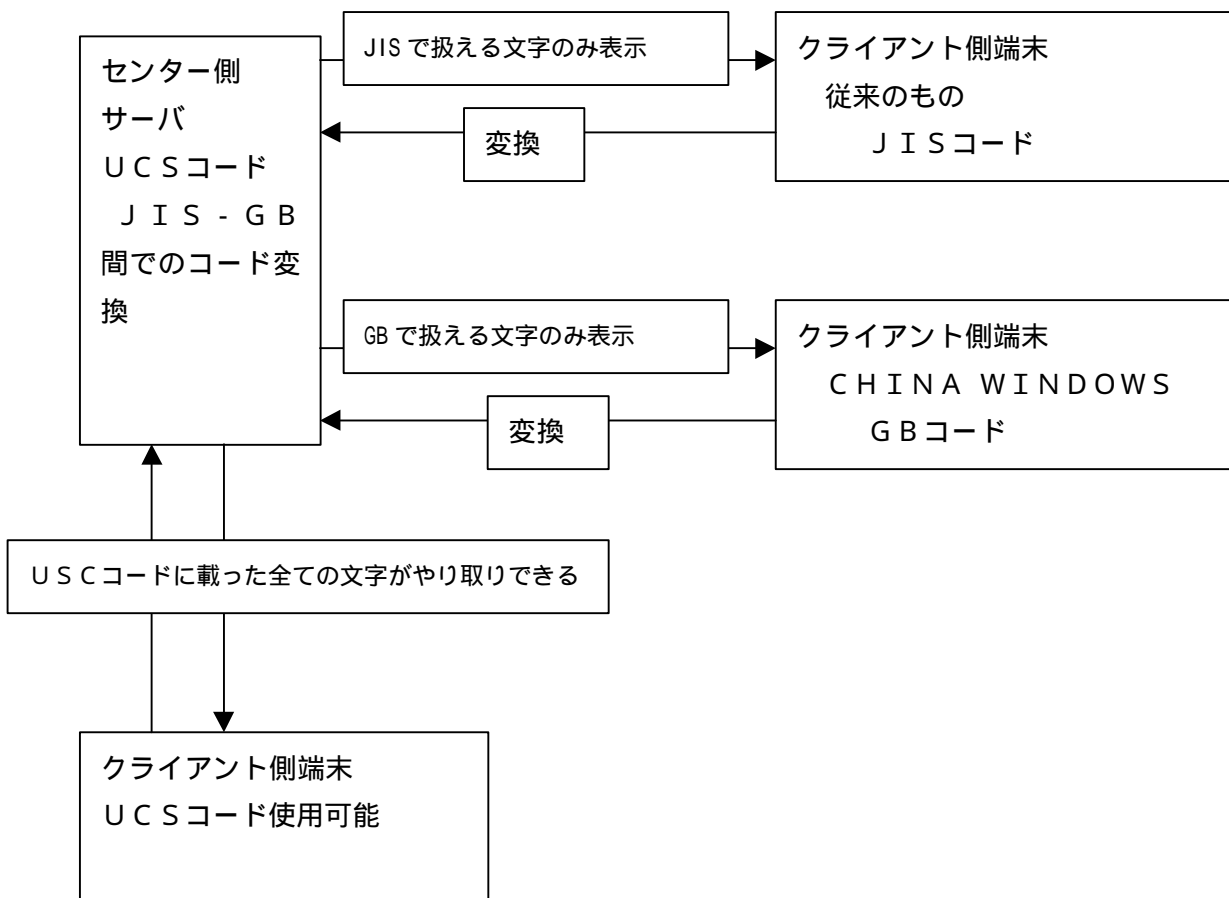 センター側
サーバ
ＵＣＳコード
ＪＩＳ-ＧＢ
間でのコード変
換
JISで扱える文字のみ表示
変換
クライアント側端末
従来のもの
ＪＩＳコード
GBで扱える文字のみ表示
変換
クライアント側端末
ＣＨＩＮＡ ＷＩＮＤＯＷＳ
ＧＢコード
ＵＳＣコードに載った全ての文字がやり取りできる
クライアント側端末
ＵＣＳコード使用可能